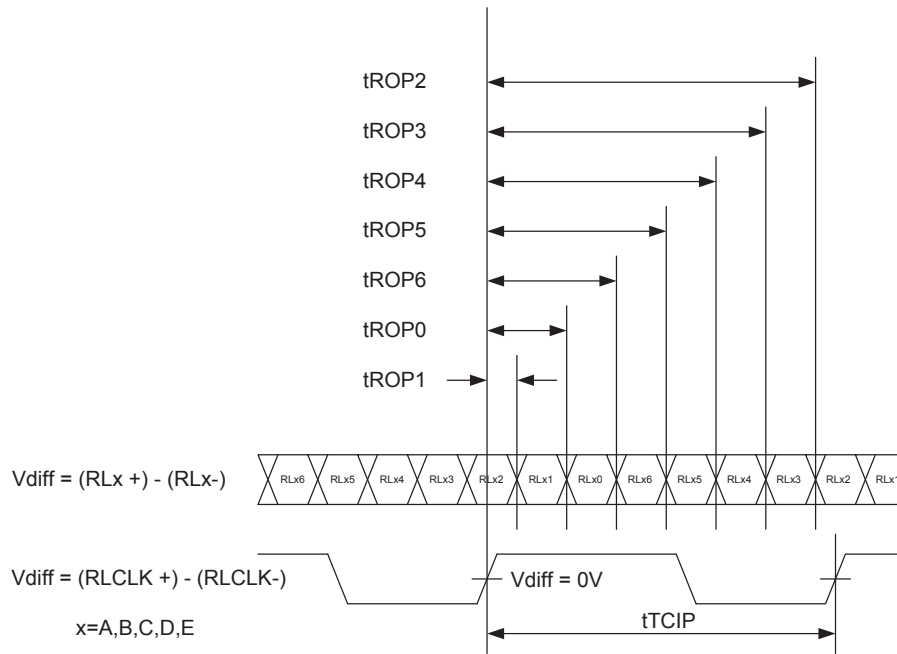 tROP2
tROP3
tROP4
tROP5
tROP6
tROP0
tROP1
Vdiff = (RLx +) - (RLx-) RLx6 RLx5 RLx4 RLx3 RLx2 RLx1 RLx0 RLx6 RLx5 RLx4 RLx3 RLx2 RLx1
Vdiff = (RLCLK +) - (RLCLK-) Vdiff = 0V
x=A,B,C,D,E tTCIP